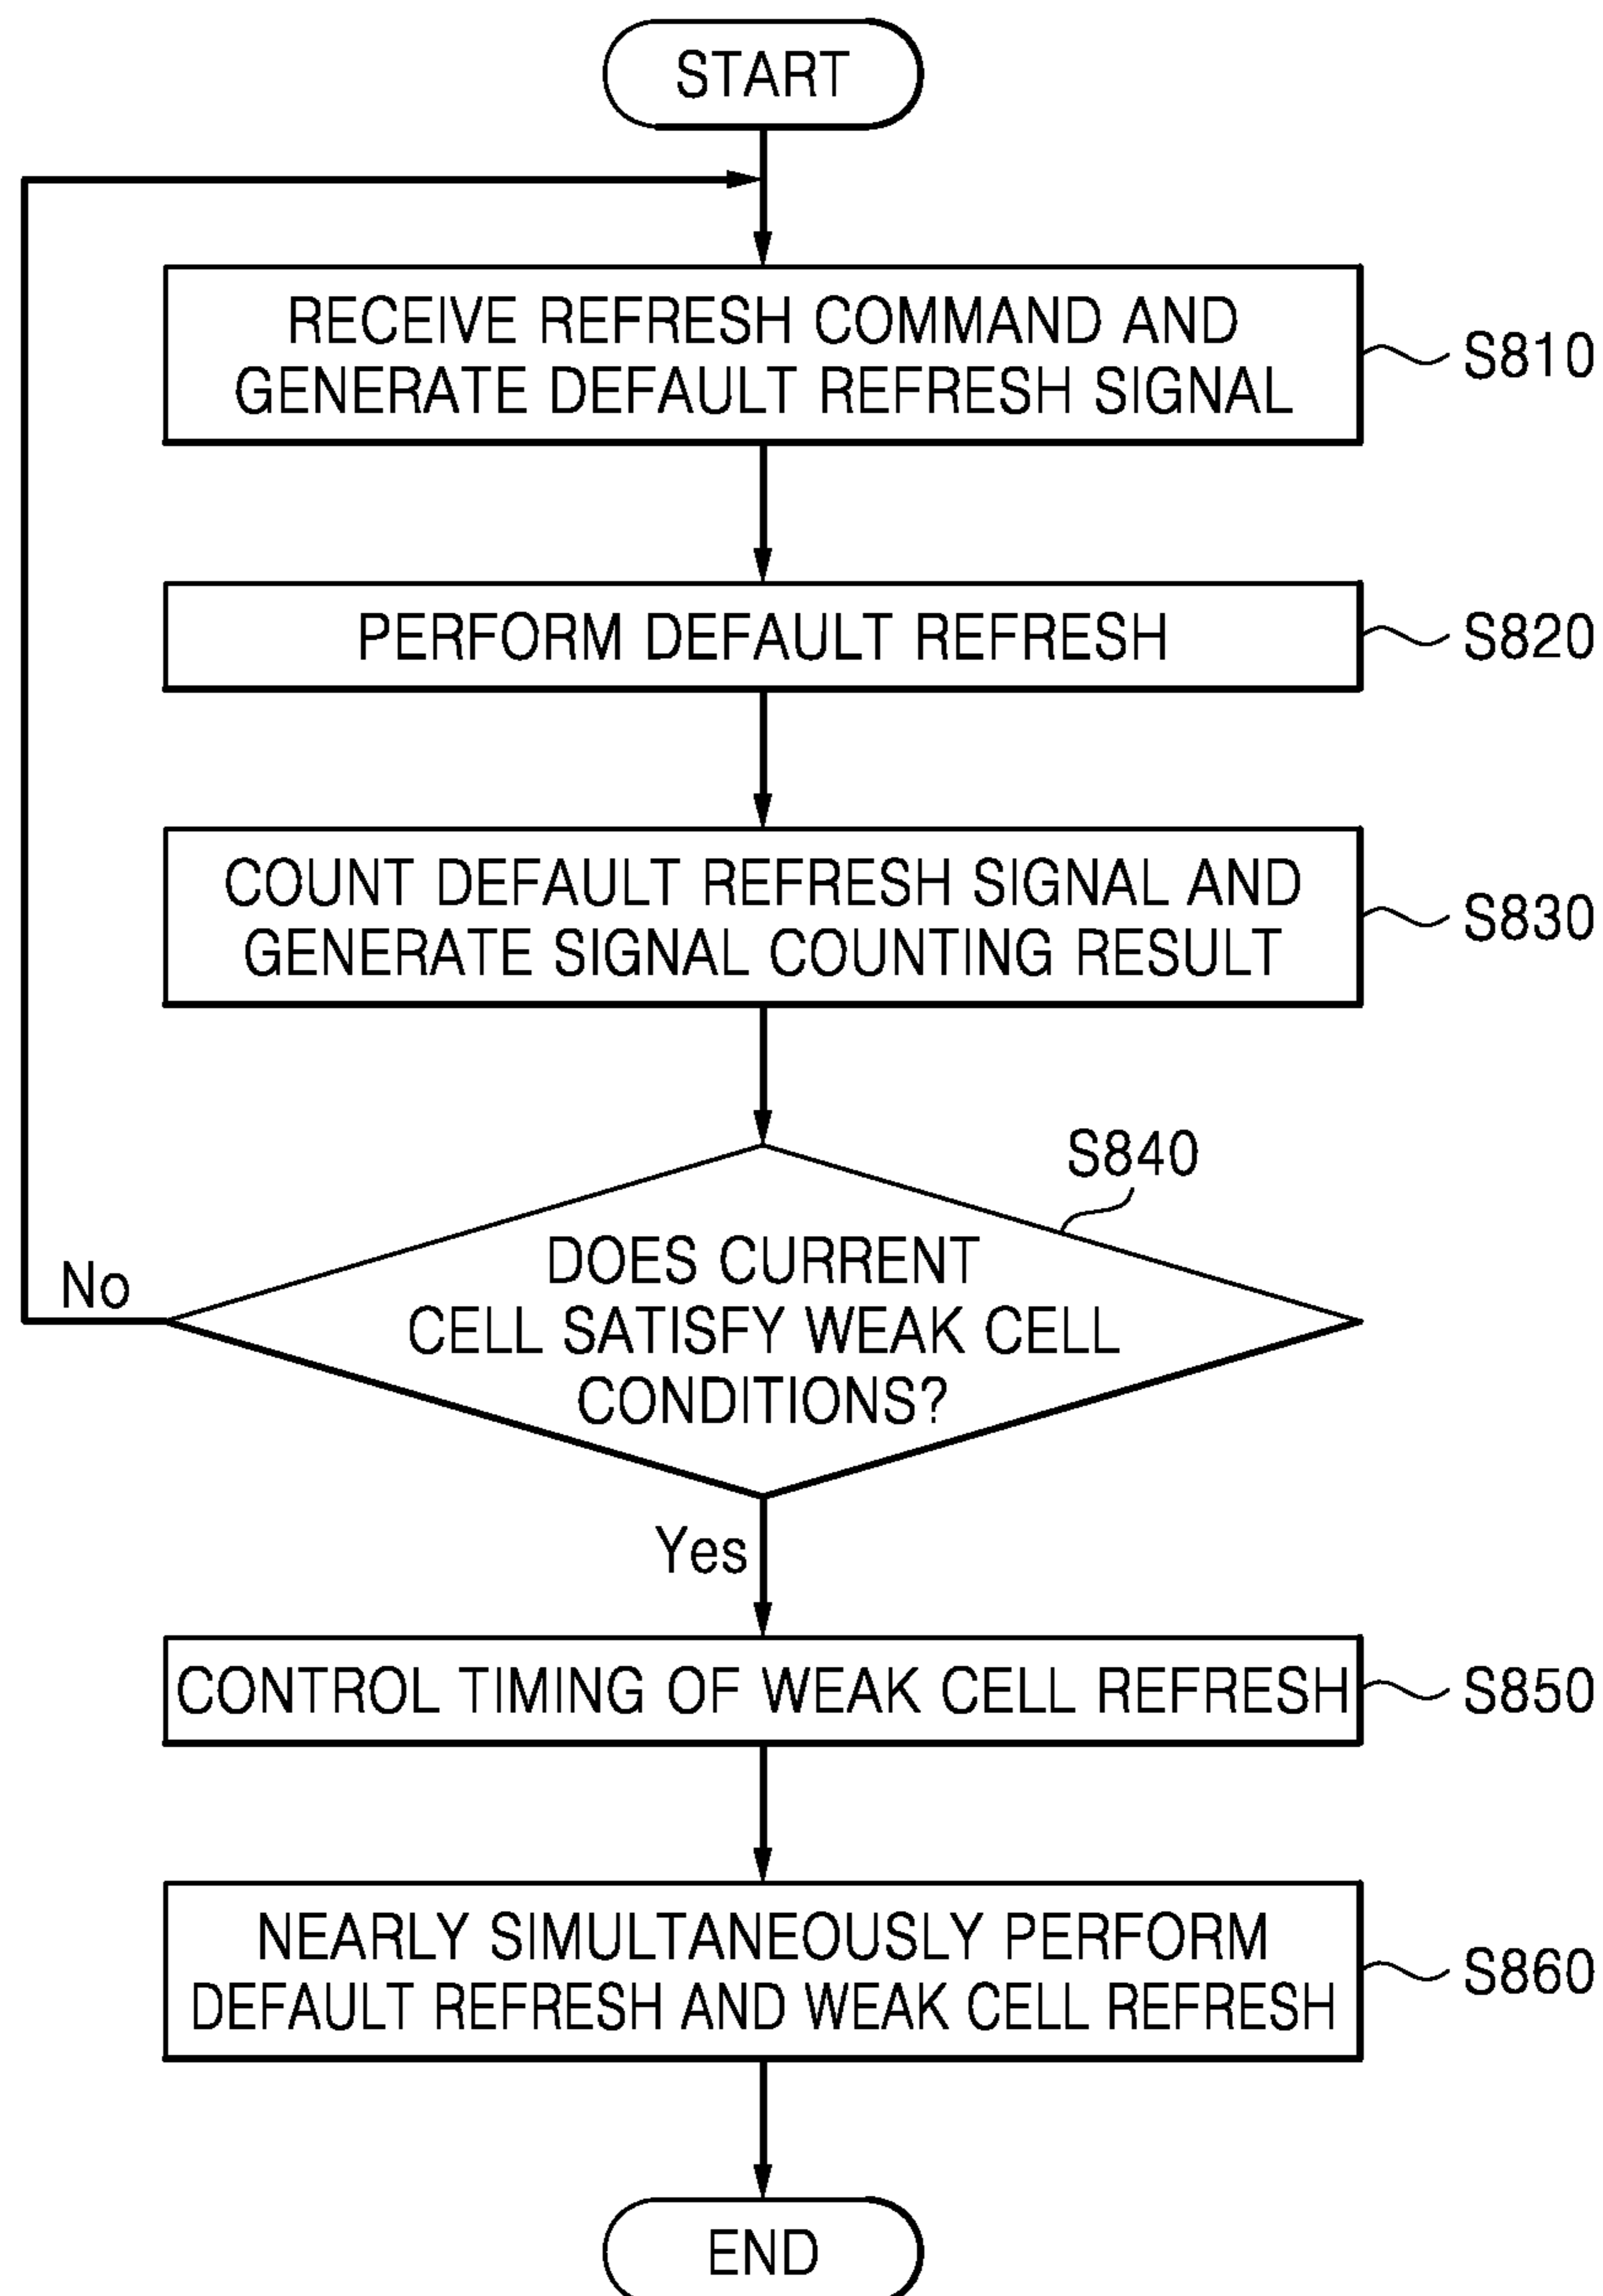 START
RECEIVE REFRESH COMMAND AND
GENERATE DEFAULT REFRESH SIGNAL
S810
PERFORM DEFAULT REFRESH
S820
COUNT DEFAULT REFRESH SIGNAL AND
GENERATE SIGNAL COUNTING RESULT
S830
S840
DOES CURRENT
CELL SATISFY WEAK CELL
CONDITIONS?
No
Yes
CONTROL TIMING OF WEAK CELL REFRESH
S850
NEARLY SIMULTANEOUSLY PERFORM
DEFAULT REFRESH AND WEAK CELL REFRESH
S860
END